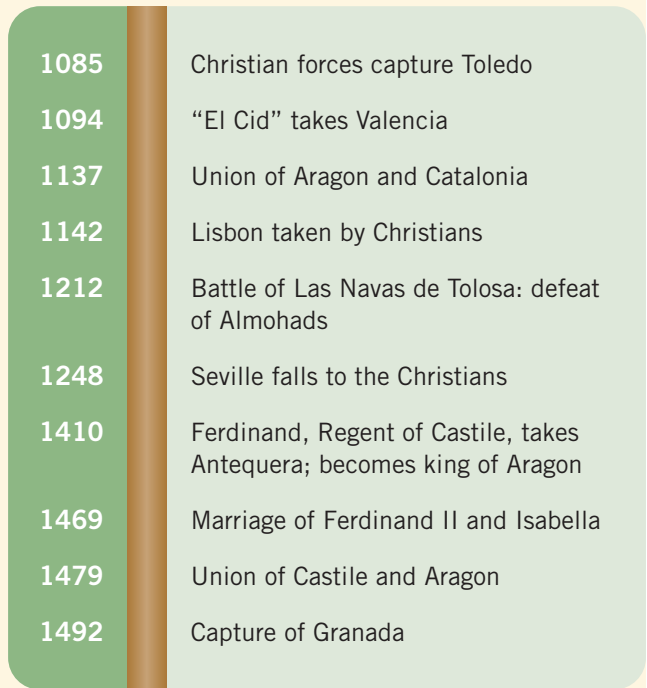 1085 Christian forces capture Toledo
1094 “El Cid” takes Valencia
1137 Union of Aragon and Catalonia
1142 Lisbon taken by Christians
1212 Battle of Las Navas de Tolosa: defeat
of Almohads
1248 Seville falls to the Christians
1410 Ferdinand, Regent of Castile, takes
Antequera; becomes king of Aragon
1469 Marriage of Ferdinand II and Isabella
1479 Union of Castile and Aragon
1492 Capture of Granada